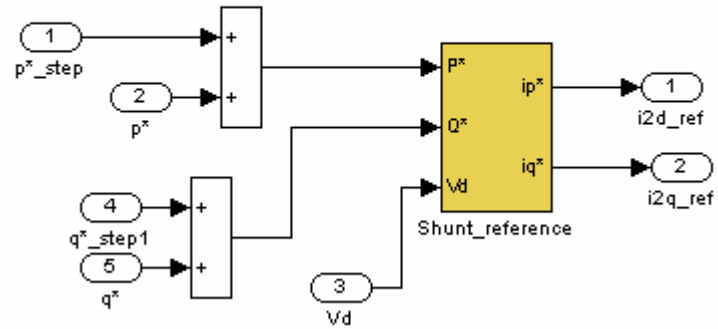 1
p*_step
+
2
p*
+
P*
ip*
1
i2d_ref
Q*
iq*
2
i2q_ref
4
q*_step1
+
5
q*
+
Vd
Shunt_reference
3
Vd